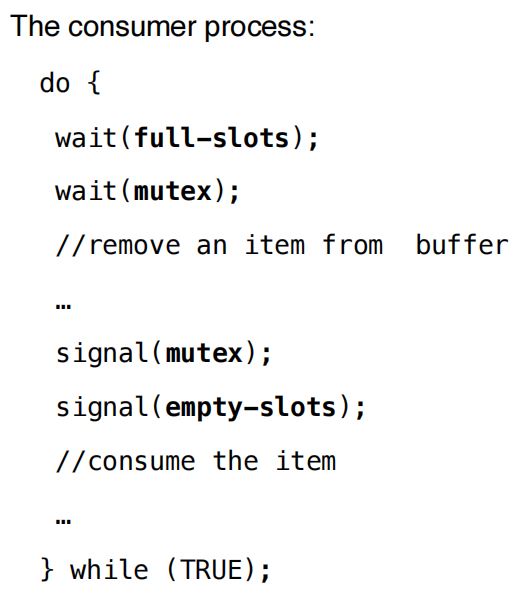 The consumer process:
do {
wait(full–slots);
wait(mutex);
//remove an item from  buffer
…
signal(mutex);
signal(empty–slots);
//consume the item
…
} while (TRUE);